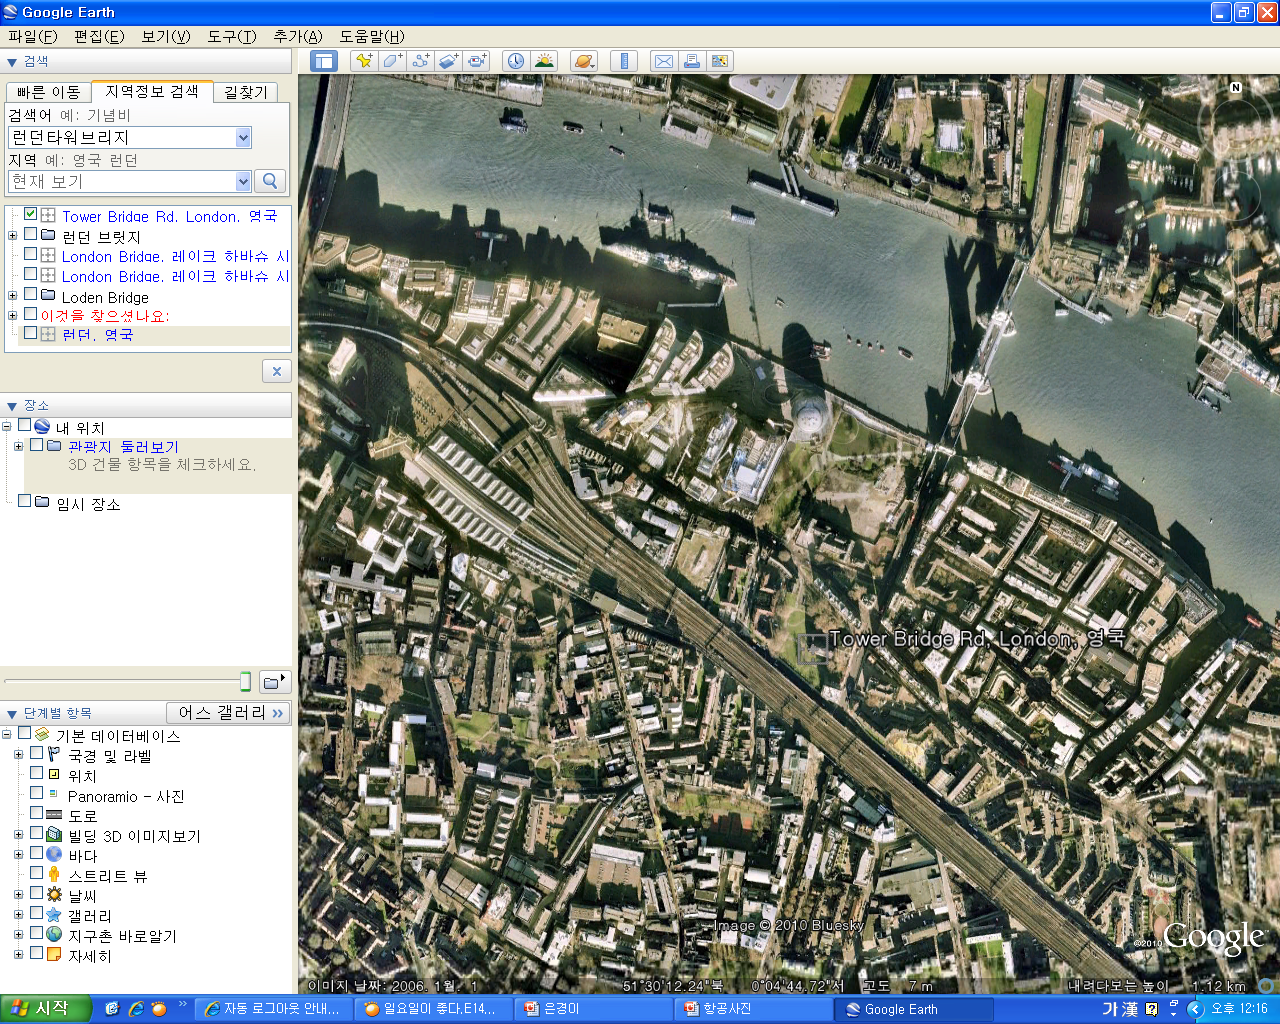 Google Earth
파일(F) 편집(E) 보기(V) 도구(T) 추가(A) 도움말(H)
검색
빠른 이동 지역정보 검색 길찾기
검색어 예: 기념비
런던타워브리지
지역 예: 영국 런던
현재 보기
Tower Bridge Rd, London, 영국
런던 브릿지
London Bridge, 레이크 하바슈 시
London Bridge, 레이크 하바슈 시
Loden Bridge
이것을 찾으셨나요:
런던, 영국
장소
내 위치
관광지 둘러보기
3D 건물 항목을 체크하세요.
임시 장소
단계별 항목
어스 갤러리 »
기본 데이터베이스
국경 및 라벨
위치
Panoramio - 사진
도로
빌딩 3D 이미지보기
바다
스트리트 뷰
날씨
갤러리
지구촌 바로알기
자세히
N
Tower Bridge Rd, London, 영국
Image © 2010 Bluesky
©2010 Google
이미지 날짜: 2006. 1월. 1 51°30'12.24"북 0°04'44.72"서 고도 7 m 내려다보는 높이 1.12 km
시작
자동 로그아웃 안내...
일요일이 좋다.E14...
은경이
항공사진
Google Earth
가 漢
오후 12:16